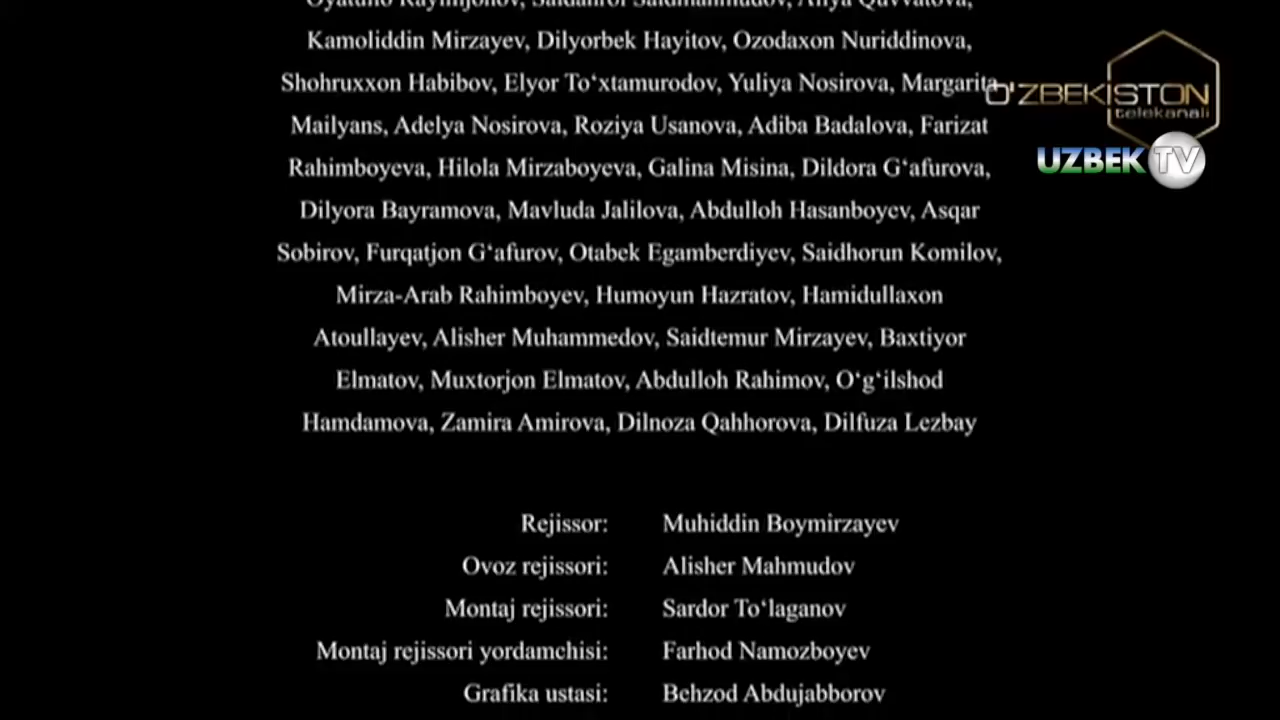 Kamoliddin Mirzayev, Dilyorbek Hayitov, Ozodaxon Nuriddinova,
Shohruxxon Habibov, Elyor To‘xtamurodov, Yuliya Nosirova, Margarita
Mailyans, Adelya Nosirova, Roziya Usanova, Adiba Badalova, Farizat
Rahimboyeva, Hilola Mirzaboyeva, Galina Misina, Dildora G‘afurova,
Dilyora Bayramova, Mavluda Jalilova, Abdulloh Hasanboyev, Asqar
Sobirov, Furqatjon G‘afurov, Otabek Egamberdiyev, Saidhorun Komilov,
Mirza-Arab Rahimboyev, Humoyun Hazratov, Hamidullaxon
Atoullayev, Alisher Muhammedov, Saidtemur Mirzayev, Baxtiyor
Elmatov, Muxtorjon Elmatov, Abdulloh Rahimov, O‘g‘ilshod
Hamdamova, Zamira Amirova, Dilnoza Qahhorova, Dilfuza Lezbay
O'ZBEKISTON
telekanali
UZBEK TV
Rejissor: Muhiddin Boymirzayev
Ovoz rejissori: Alisher Mahmudov
Montaj rejissori: Sardor To‘laganov
Montaj rejissori yordamchisi: Farhod Namozboyev
Grafika ustasi: Behzod Abdujabborov